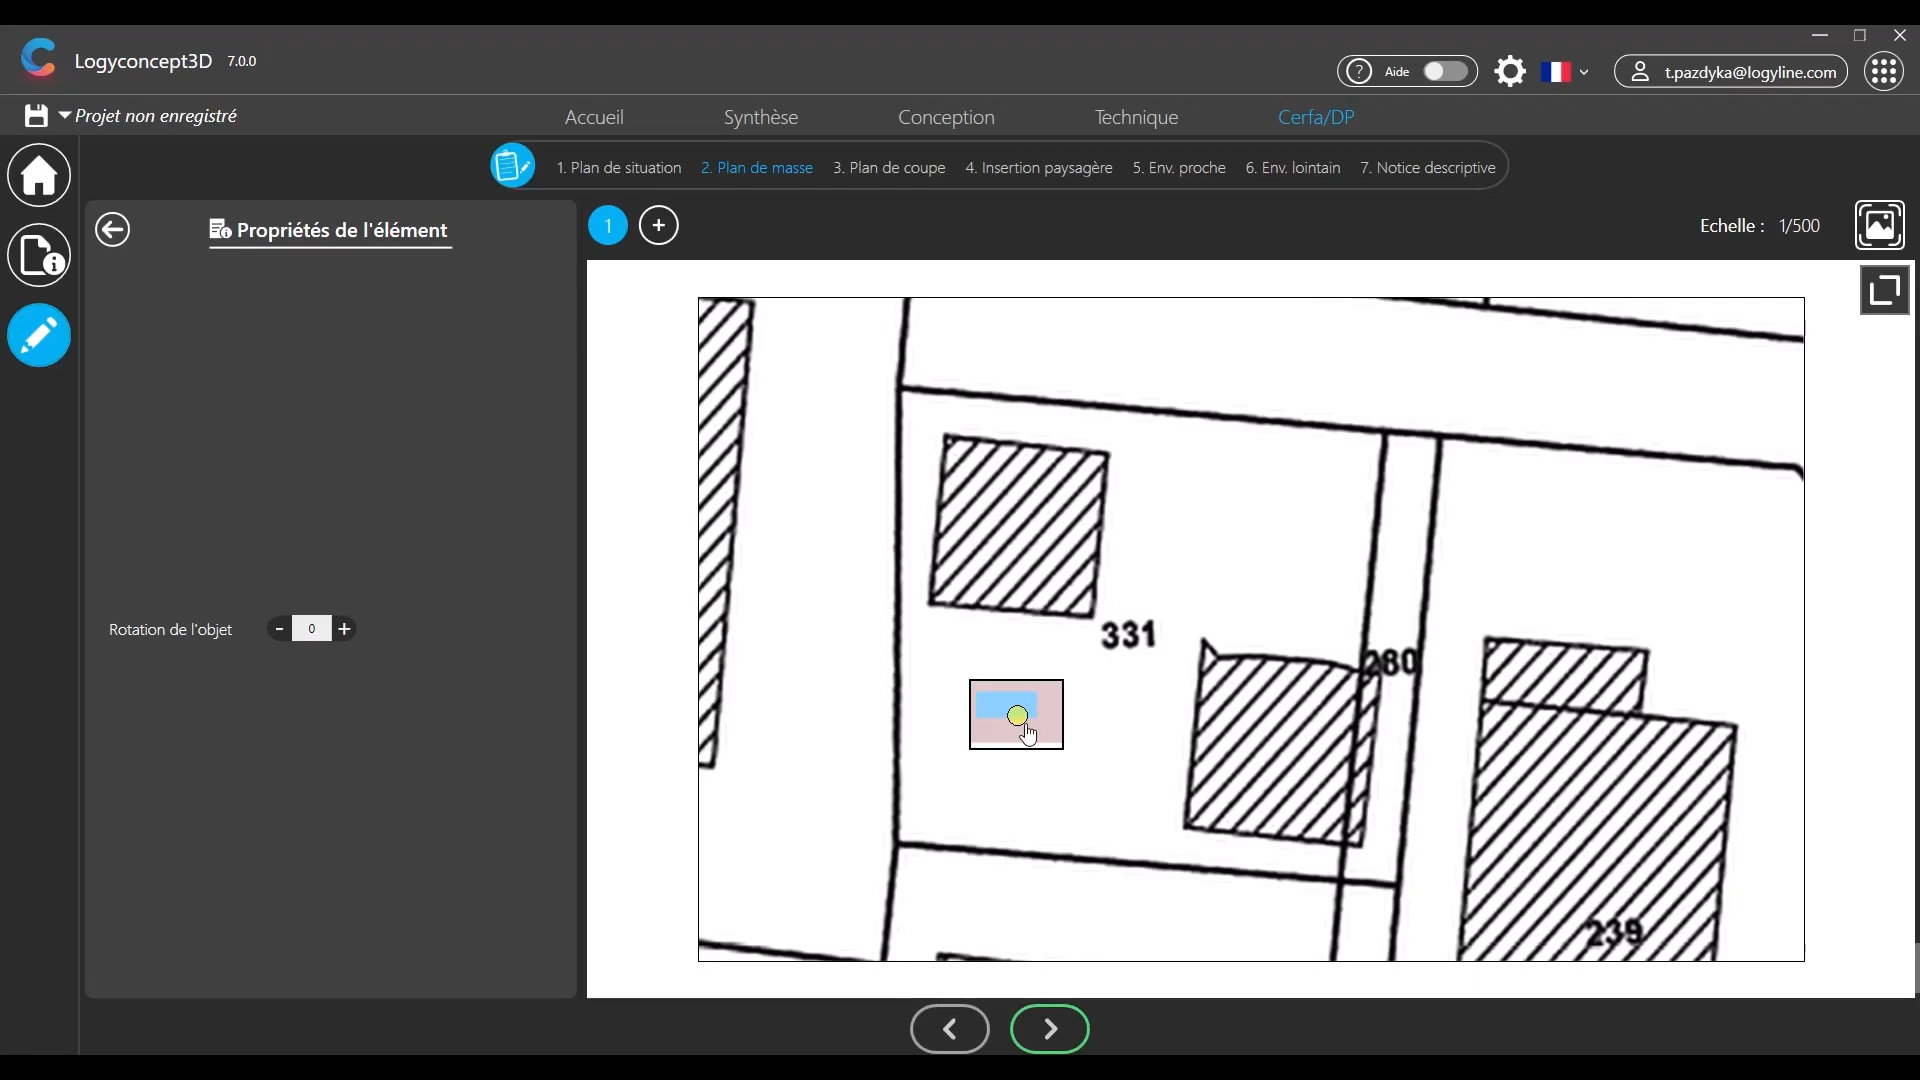 Logyconcept3D 7.0.0
? Aide
t.pazdyka@logyline.com
Projet non enregistré
Accueil Synthèse Conception Technique Cerfa/DP
1. Plan de situation 2. Plan de masse 3. Plan de coupe 4. Insertion paysagère 5. Env. proche 6. Env. lointain 7. Notice descriptive
Propriétés de l'élément
1 +
Echelle : 1/500
Rotation de l'objet - 0 +
331
280
239